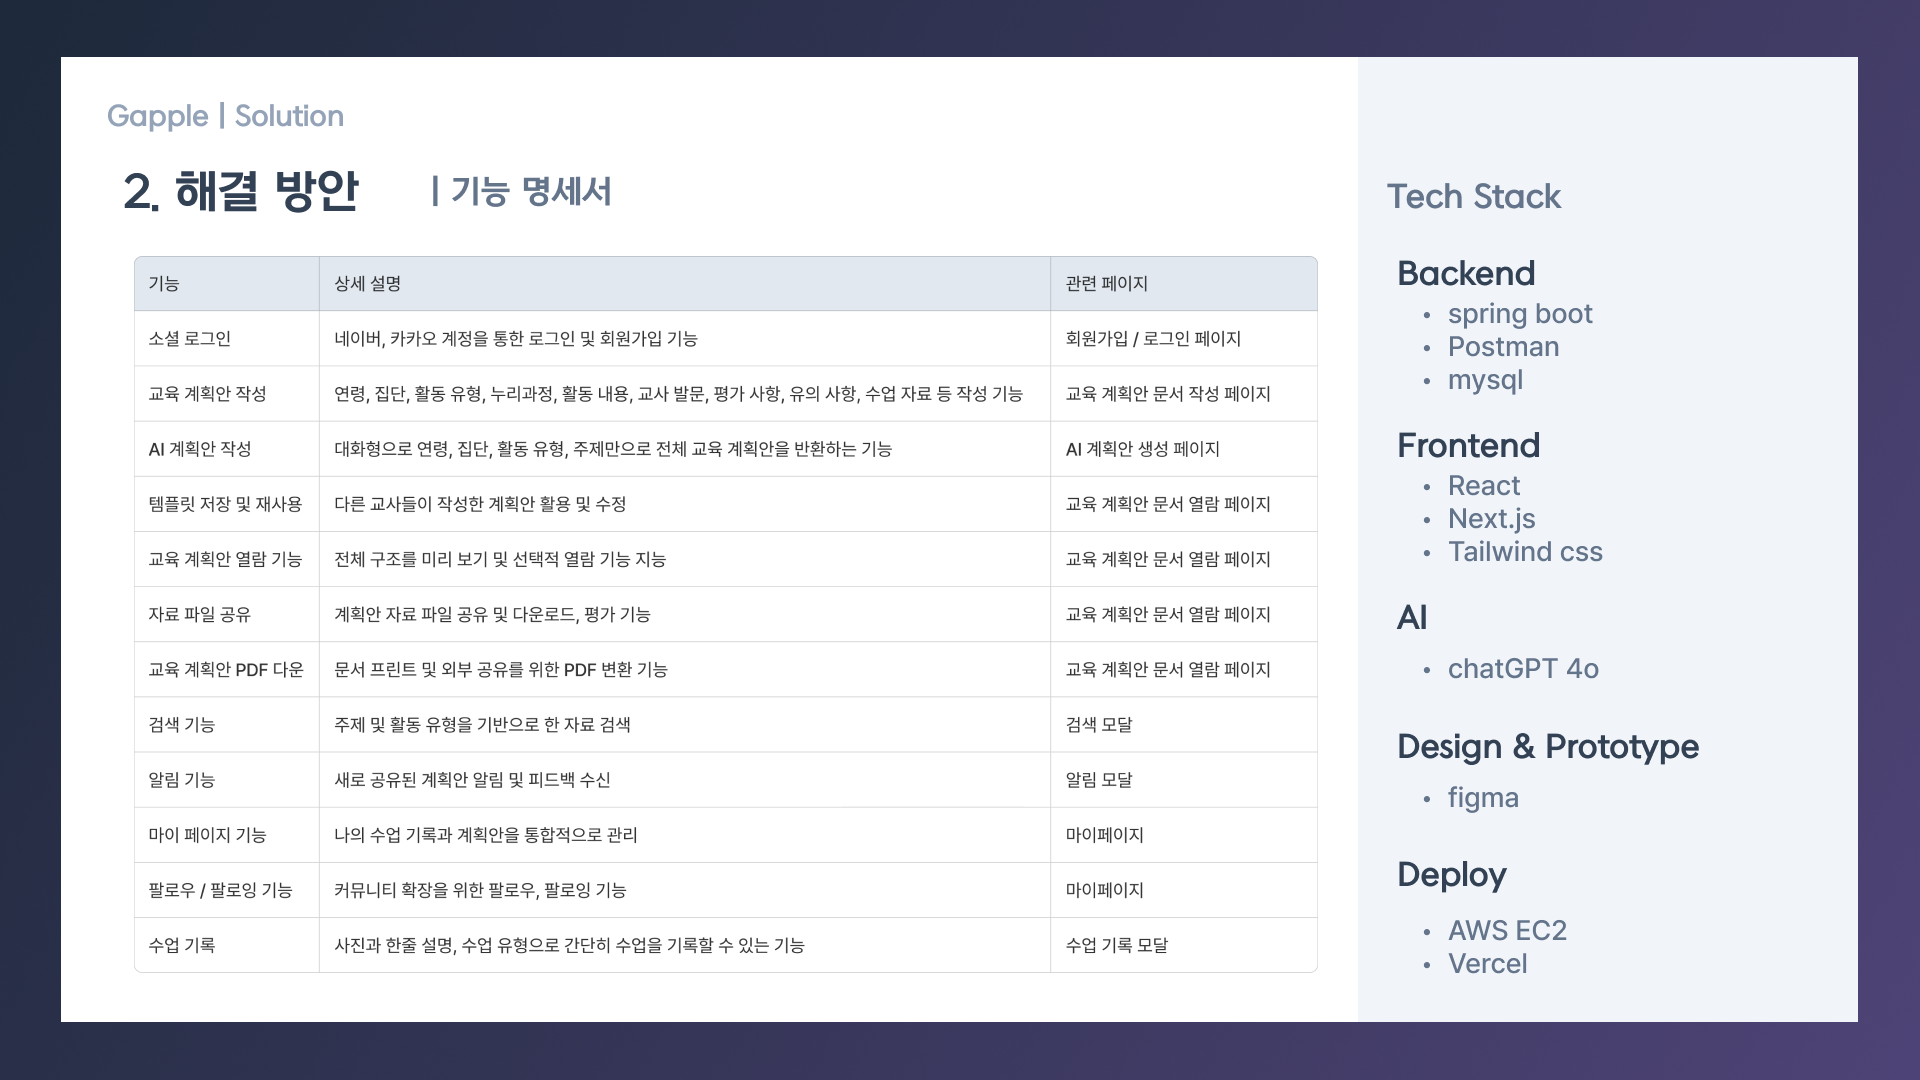 Gapple | Solution
2. 해결 방안 | 기능 명세서
기능 상세 설명 관련 페이지
소셜 로그인 네이버, 카카오 계정을 통한 로그인 및 회원가입 기능 회원가입 / 로그인 페이지
교육 계획안 작성 연령, 집단, 활동 유형, 누리과정, 활동 내용, 교사 발문, 평가 사항, 유의 사항, 수업 자료 등 작성 기능 교육 계획안 문서 작성 페이지
AI 계획안 작성 대화형으로 연령, 집단, 활동 유형, 주제만으로 전체 교육 계획안을 반환하는 기능 AI 계획안 생성 페이지
템플릿 저장 및 재사용 다른 교사들이 작성한 계획안 활용 및 수정 교육 계획안 문서 열람 페이지
교육 계획안 열람 기능 전체 구조를 미리 보기 및 선택적 열람 기능 지능 교육 계획안 문서 열람 페이지
자료 파일 공유 계획안 자료 파일 공유 및 다운로드, 평가 기능 교육 계획안 문서 열람 페이지
교육 계획안 PDF 다운 문서 프린트 및 외부 공유를 위한 PDF 변환 기능 교육 계획안 문서 열람 페이지
검색 기능 주제 및 활동 유형을 기반으로 한 자료 검색 검색 모달
알림 기능 새로 공유된 계획안 알림 및 피드백 수신 알림 모달
마이 페이지 기능 나의 수업 기록과 계획안을 통합적으로 관리 마이페이지
팔로우 / 팔로잉 기능 커뮤니티 확장을 위한 팔로우, 팔로잉 기능 마이페이지
수업 기록 사진과 한줄 설명, 수업 유형으로 간단히 수업을 기록할 수 있는 기능 수업 기록 모달
Tech Stack
Backend
• spring boot
• Postman
• mysql
Frontend
• React
• Next.js
• Tailwind css
AI
• chatGPT 4o
Design & Prototype
• figma
Deploy
• AWS EC2
• Vercel